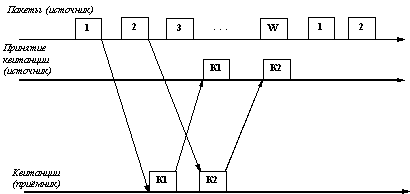 Пакеты (источник)
1 2 3 . . . W 1 2
Принятие
квитанции
(источник)
К1 К2
Квитанции
(приёмник)
К1 К2